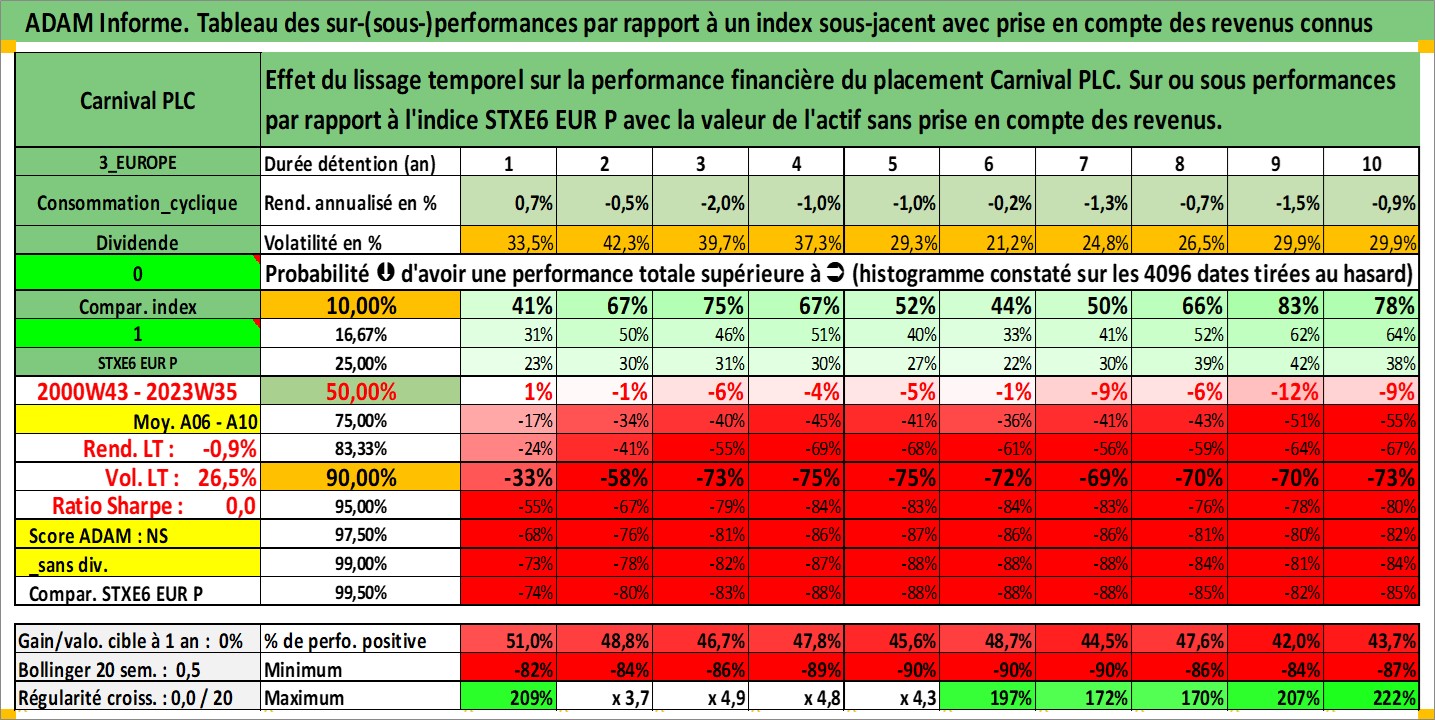 ADAM Informe. Tableau des sur-(sous-)performances par rapport à un index sous-jacent avec prise en compte des revenus connus
Carnival PLC
Effet du lissage temporel sur la performance financière du placement Carnival PLC. Sur ou sous performances
par rapport à l'indice STXE6 EUR P avec la valeur de l'actif sans prise en compte des revenus.
3_EUROPE Durée détention (an) 1 2 3 4 5 6 7 8 9 10
Consommation_cyclique Rend. annualisé en % 0,7% -0,5% -2,0% -1,0% -1,0% -0,2% -1,3% -0,7% -1,5% -0,9%
Dividende Volatilité en % 33,5% 42,3% 39,7% 37,3% 29,3% 21,2% 24,8% 26,5% 29,9% 29,9%
0 Probabilité d'avoir une performance totale supérieure à (histogramme constaté sur les 4096 dates tirées au hasard)
Compar. index 10,00% 41% 67% 75% 67% 52% 44% 50% 66% 83% 78%
1 16,67% 31% 50% 46% 51% 40% 33% 41% 52% 62% 64%
STXE6 EUR P 25,00% 23% 30% 31% 30% 27% 22% 30% 39% 42% 38%
2000W43 - 2023W35 50,00% 1% -1% -6% -4% -5% -1% -9% -6% -12% -9%
Moy. A06 - A10 75,00% -17% -34% -40% -45% -41% -36% -41% -43% -51% -55%
Rend. LT : -0,9% 83,33% -24% -41% -55% -69% -68% -61% -56% -59% -64% -67%
Vol. LT : 26,5% 90,00% -33% -58% -73% -75% -75% -72% -69% -70% -70% -73%
Ratio Sharpe : 0,0 95,00% -55% -67% -79% -84% -83% -84% -83% -76% -78% -80%
Score ADAM : NS 97,50% -68% -76% -81% -86% -87% -86% -86% -81% -80% -82%
_sans div. 99,00% -73% -78% -82% -87% -88% -88% -88% -84% -81% -84%
Compar. STXE6 EUR P 99,50% -74% -80% -83% -88% -88% -88% -88% -85% -82% -85%
Gain/valo. cible à 1 an : 0% % de perfo. positive 51,0% 48,8% 46,7% 47,8% 45,6% 48,7% 44,5% 47,6% 42,0% 43,7%
Bollinger 20 sem. : 0,5 Minimum -82% -84% -86% -89% -90% -90% -90% -86% -84% -87%
Régularité croiss. : 0,0 / 20 Maximum 209% x 3,7 x 4,9 x 4,8 x 4,3 197% 172% 170% 207% 222%